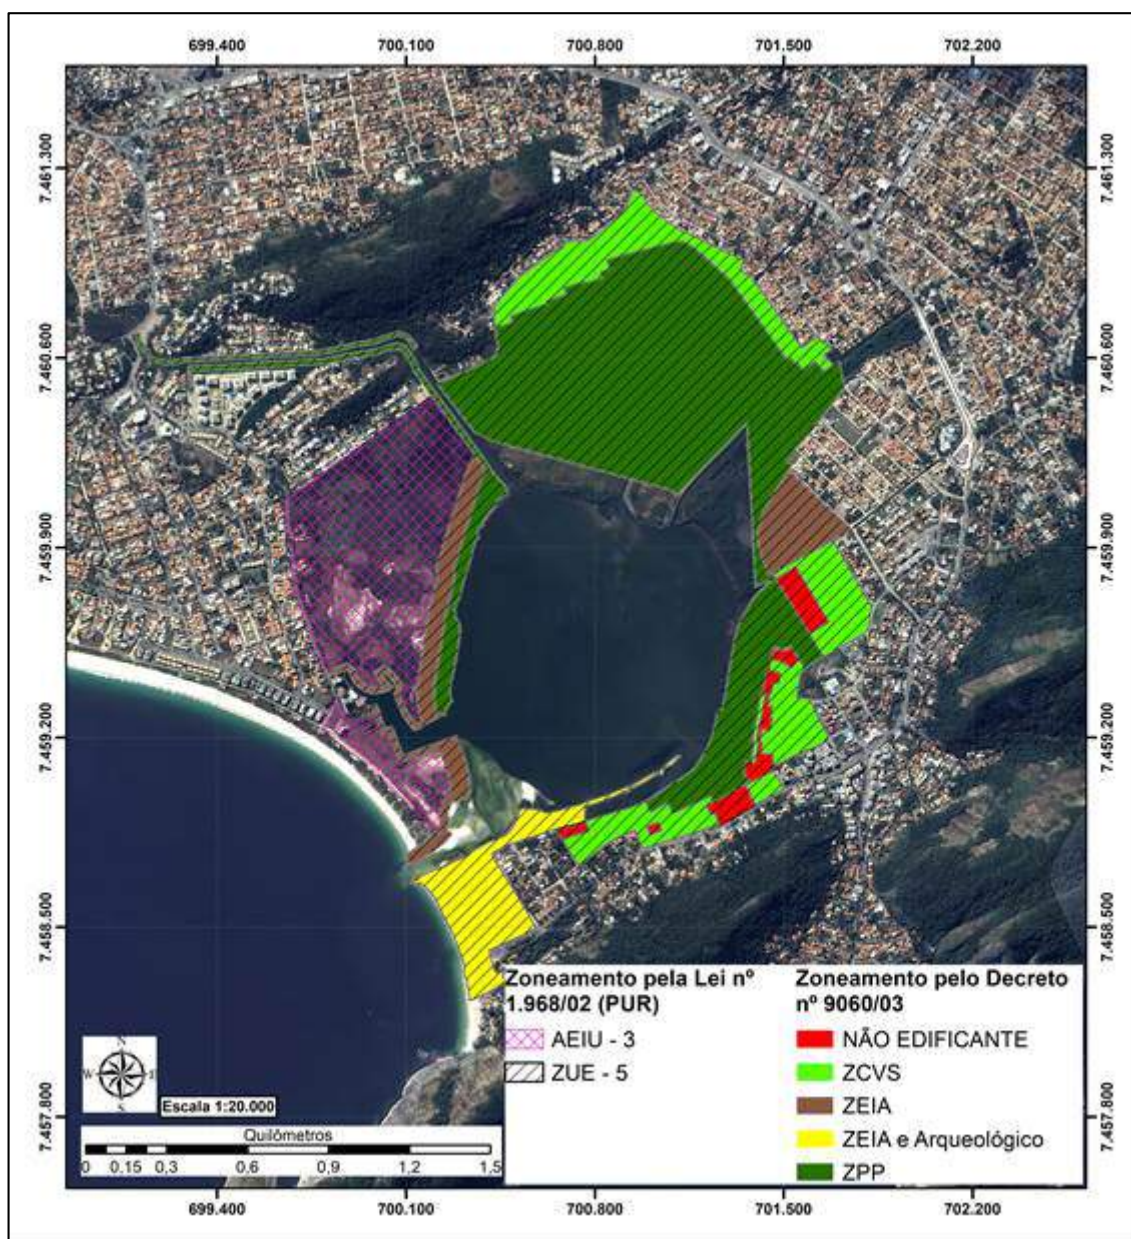 699.400 700.100 700.800 701.500 702.200
7.461.300 7.461.300
7.460.600 7.460.600
7.459.900 7.459.900
7.459.200 7.459.200
7.458.500 7.458.500
7.457.800 7.457.800
Zoneamento pela Lei nº
1.968/02 (PUR)
AEIU - 3
ZUE - 5
Zoneamento pelo Decreto
nº 9060/03
NÃO EDIFICANTE
ZCVS
ZEIA
ZEIA e Arqueológico
ZPP
N
W E
S
Escala 1:20.000
Quilômetros
0 0,15 0,3 0,6 0,9 1,2 1,5
699.400 700.100 700.800 701.500 702.200